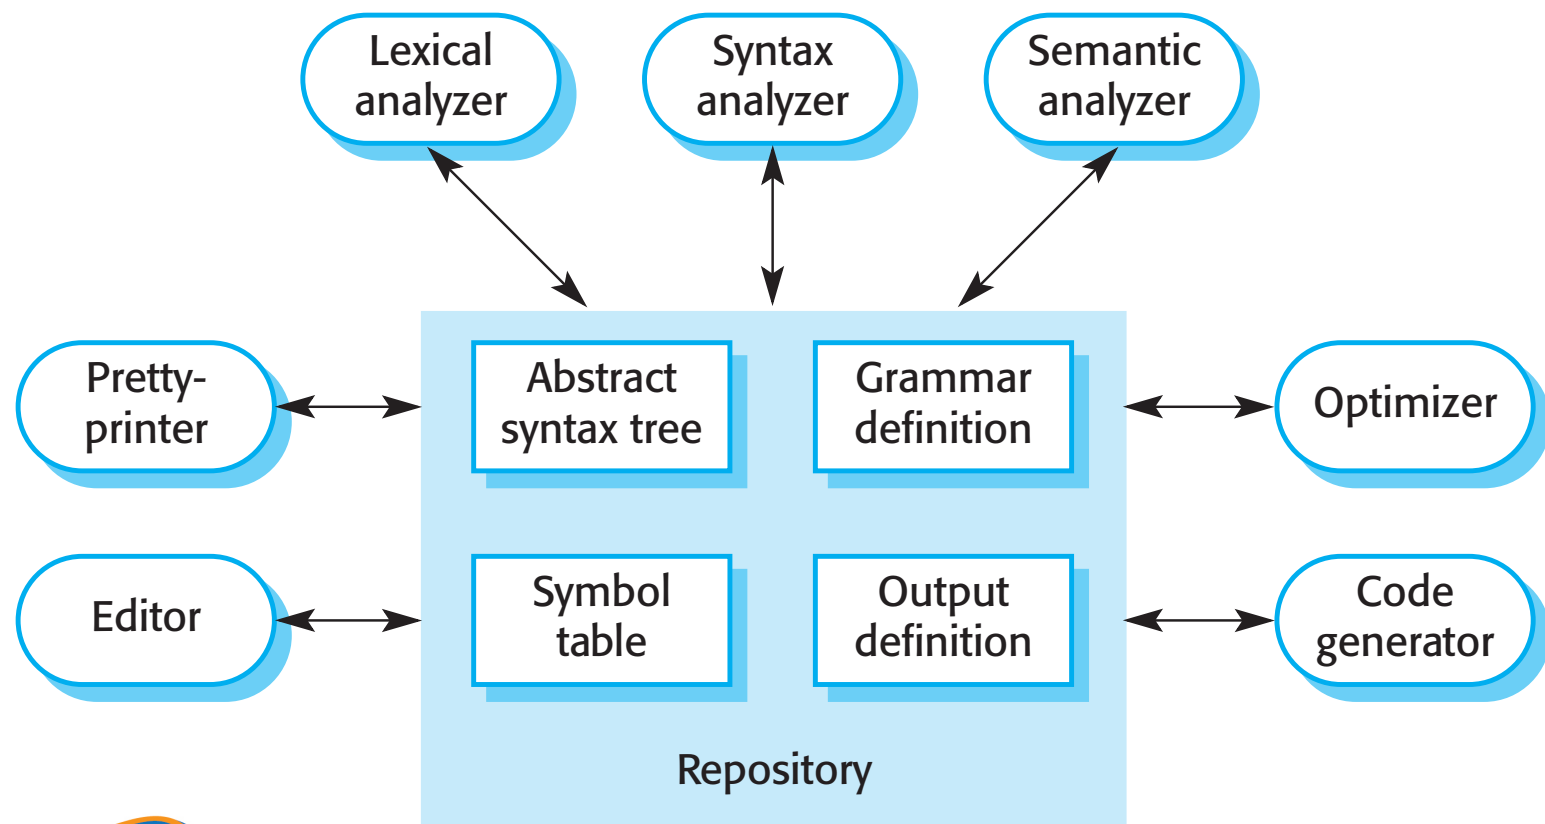 Lexical
analyzer
Syntax
analyzer
Semantic
analyzer
Pretty-
printer
Abstract
syntax tree
Grammar
definition
Optimizer
Editor
Symbol
table
Output
definition
Code
generator
Repository